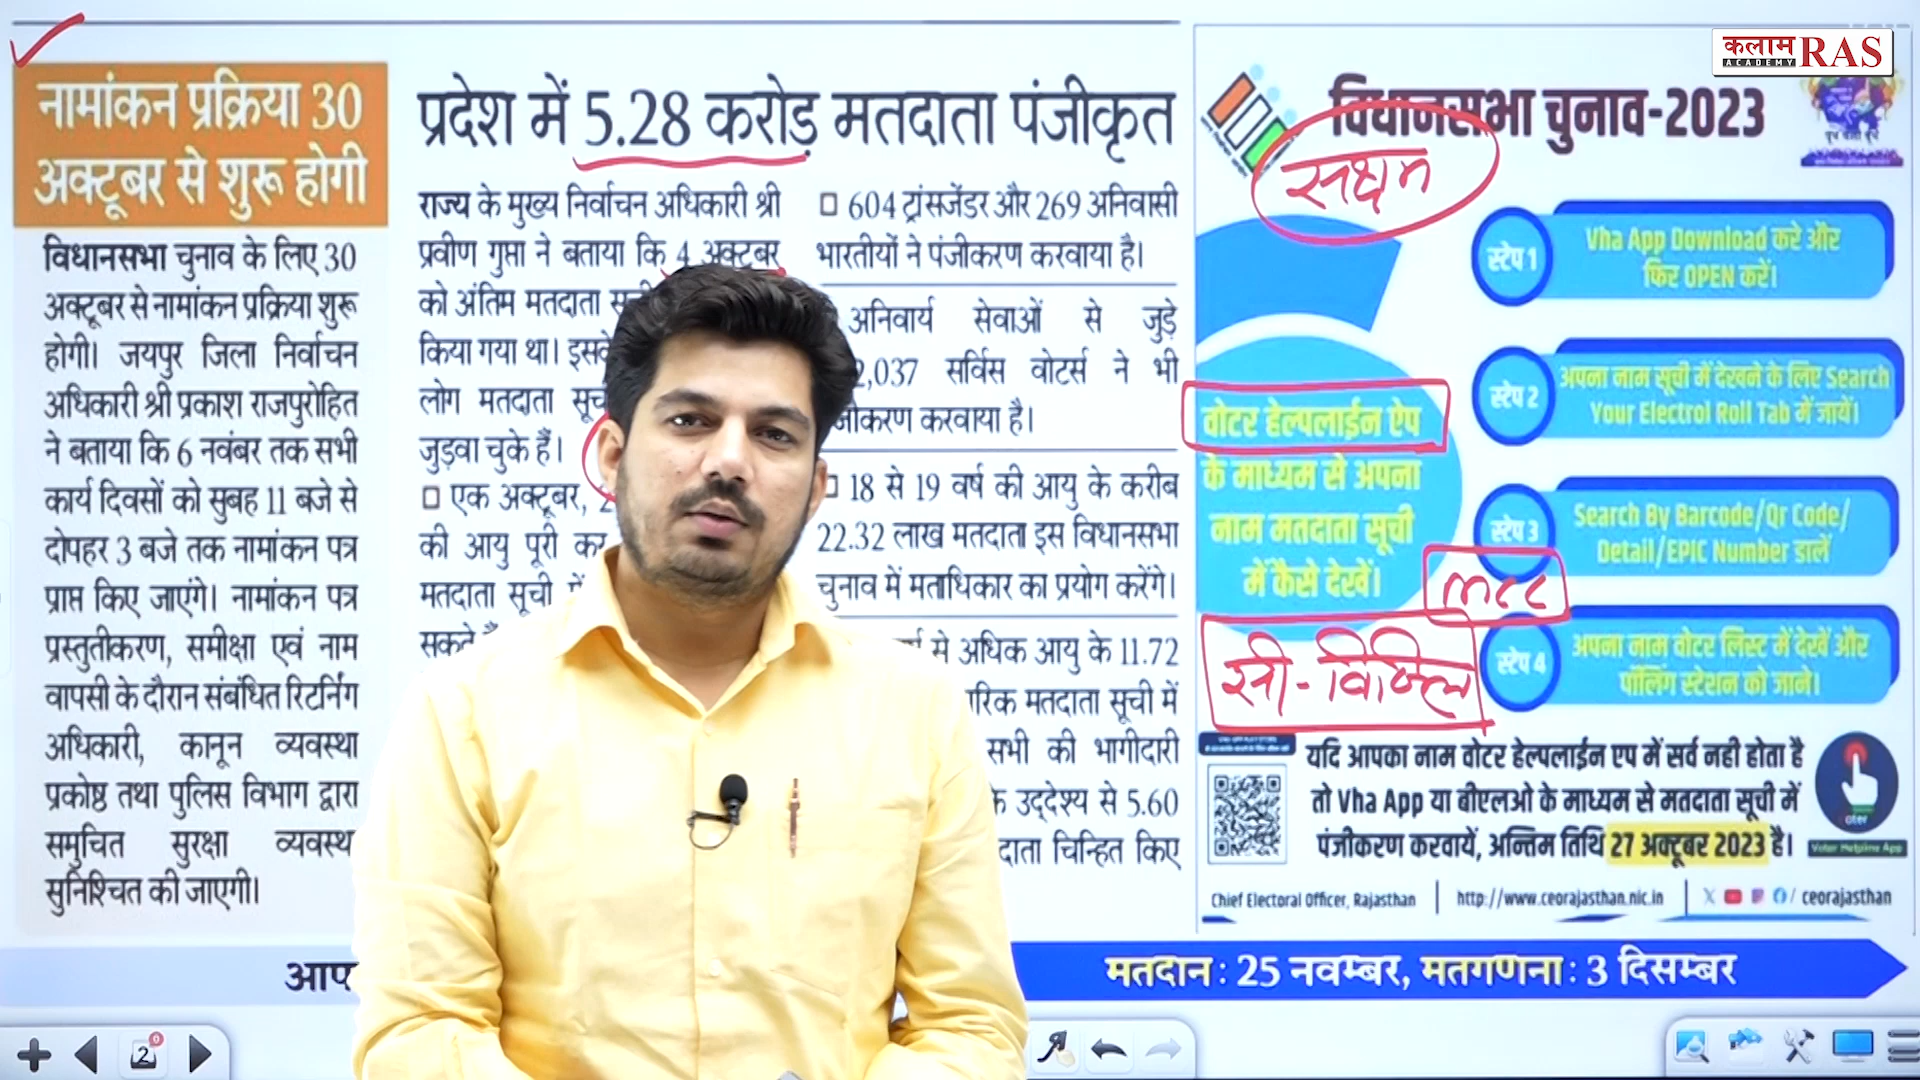 कलाम RAS
ACADEMY
नामांकन प्रक्रिया 30
अक्टूबर से शुरू होगी
विधानसभा चुनाव के लिए 30
अक्टूबर से नामांकन प्रक्रिया शुरू
होगी। जयपुर जिला निर्वाचन
अधिकारी श्री प्रकाश राजपुरोहित
ने बताया कि 6 नवंबर तक सभी
कार्य दिवसों को सुबह 11 बजे से
दोपहर 3 बजे तक नामांकन पत्र
प्राप्त किए जाएंगे। नामांकन पत्र
प्रस्तुतीकरण, समीक्षा एवं नाम
वापसी के दौरान संबंधित रिटर्निंग
अधिकारी, कानून व्यवस्था
प्रकोष्ठ तथा पुलिस विभाग द्वारा
समुचित सुरक्षा व्यवस्था
सुनिश्चित की जाएगी।
प्रदेश में 5.28 करोड़ मतदाता पंजीकृत
राज्य के मुख्य निर्वाचन अधिकारी श्री
प्रवीण गुप्ता ने बताया कि 4 अक्टूबर
को अंतिम मतदाता
किया गया था।
लोग मतदाता
जुड़वा चुके हैं।
एक अक्टूबर,
की आयु पूरी कर
मतदाता सूची में
सकते
604 ट्रांसजेंडर और 269 अनिवासी
भारतीयों ने पंजीकरण करवाया है।
अनिवार्य सेवाओं से जुड़े
2,037 सर्विस वोटर्स ने भी
करवाया है।
18 से 19 वर्ष की आयु के करीब
22.32 लाख मतदाता इस विधानसभा
चुनाव में मताधिकार का प्रयोग करेंगे।
से अधिक आयु के 11.72
मतदाता सूची में
सभी की भागीदारी
के उद्देश्य से 5.60
चिन्हित किए
विधानसभा चुनाव-2023
सक्षम
वोटर हेल्पलाईन ऐप
के माध्यम से अपना
नाम मतदाता सूची
में कैसे देखें।
सी-विजिल
mcc
स्टेप 1
Vha App Download करे और
फिर OPEN करें।
स्टेप 2
अपना नाम सूची में देखने के लिए Search
Your Electrol Roll Tab में जायें।
स्टेप 3
Search By Barcode/Qr Code/
Detail/EPIC Number डालें
स्टेप 4
अपना नाम वोटर लिस्ट में देखें और
पॉलिंग स्टेशन को जाने।
यदि आपका नाम वोटर हेल्पलाईन एप में सर्व नही होता है
तो Vha App या बीएलओ के माध्यम से मतदाता सूची में
पंजीकरण करवायें, अन्तिम तिथि 27 अक्टूबर 2023 है।
Voter Helpline App
Chief Electoral Officer, Rajasthan
http://www.ceorajasthan.nic.in
/ ceorajasthan
मतदान : 25 नवम्बर, मतगणना : 3 दिसम्बर
2